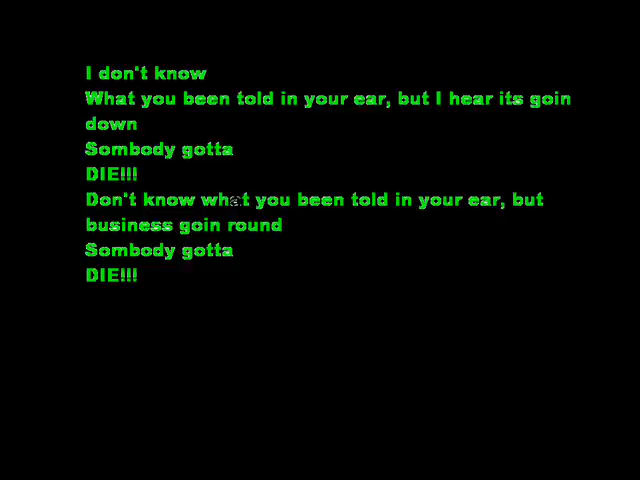 I don't know
What you been told in your ear, but I hear its goin
down
Sombody gotta
DIE!!!
Don't know what you been told in your ear, but
business goin round
Sombody gotta
DIE!!!